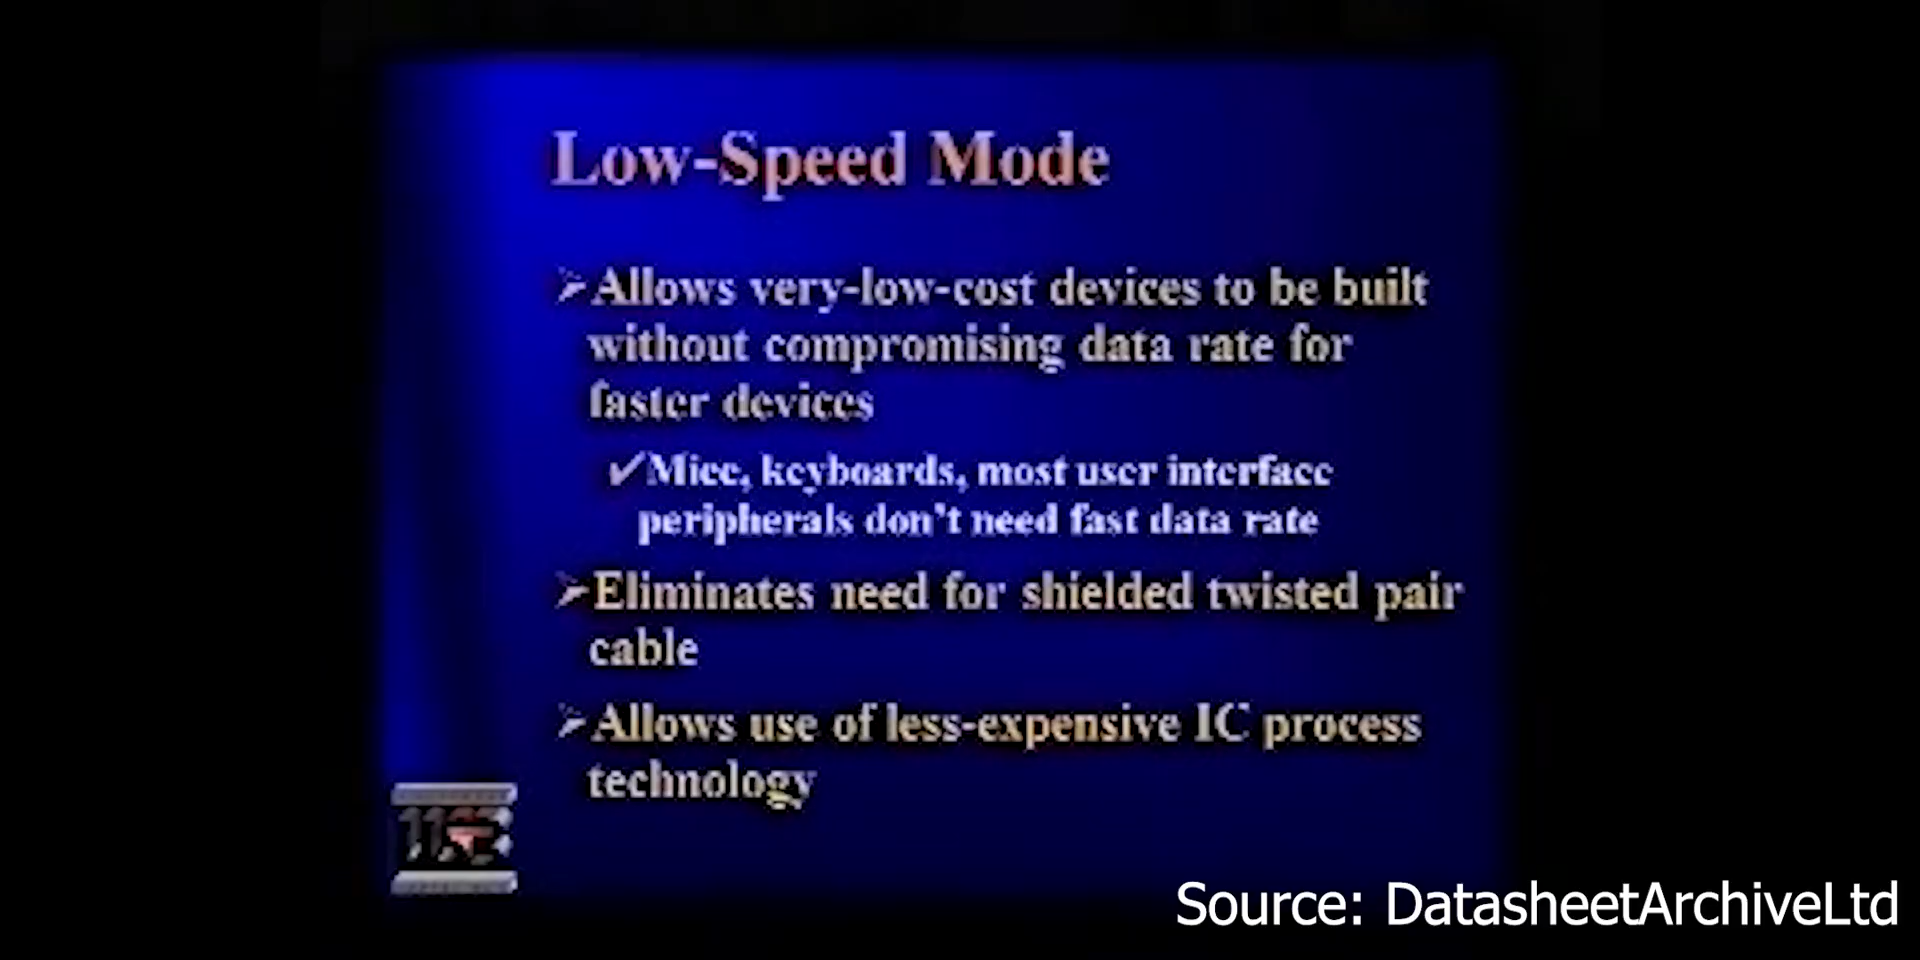 Low-Speed Mode
➢Allows very-low-cost devices to be built
without compromising data rate for
faster devices
✓Mice, keyboards, most user interface
peripherals don't need fast data rate
➢Eliminates need for shielded twisted pair
cable
➢Allows use of less-expensive IC process
technology
Source: DatasheetArchiveLtd